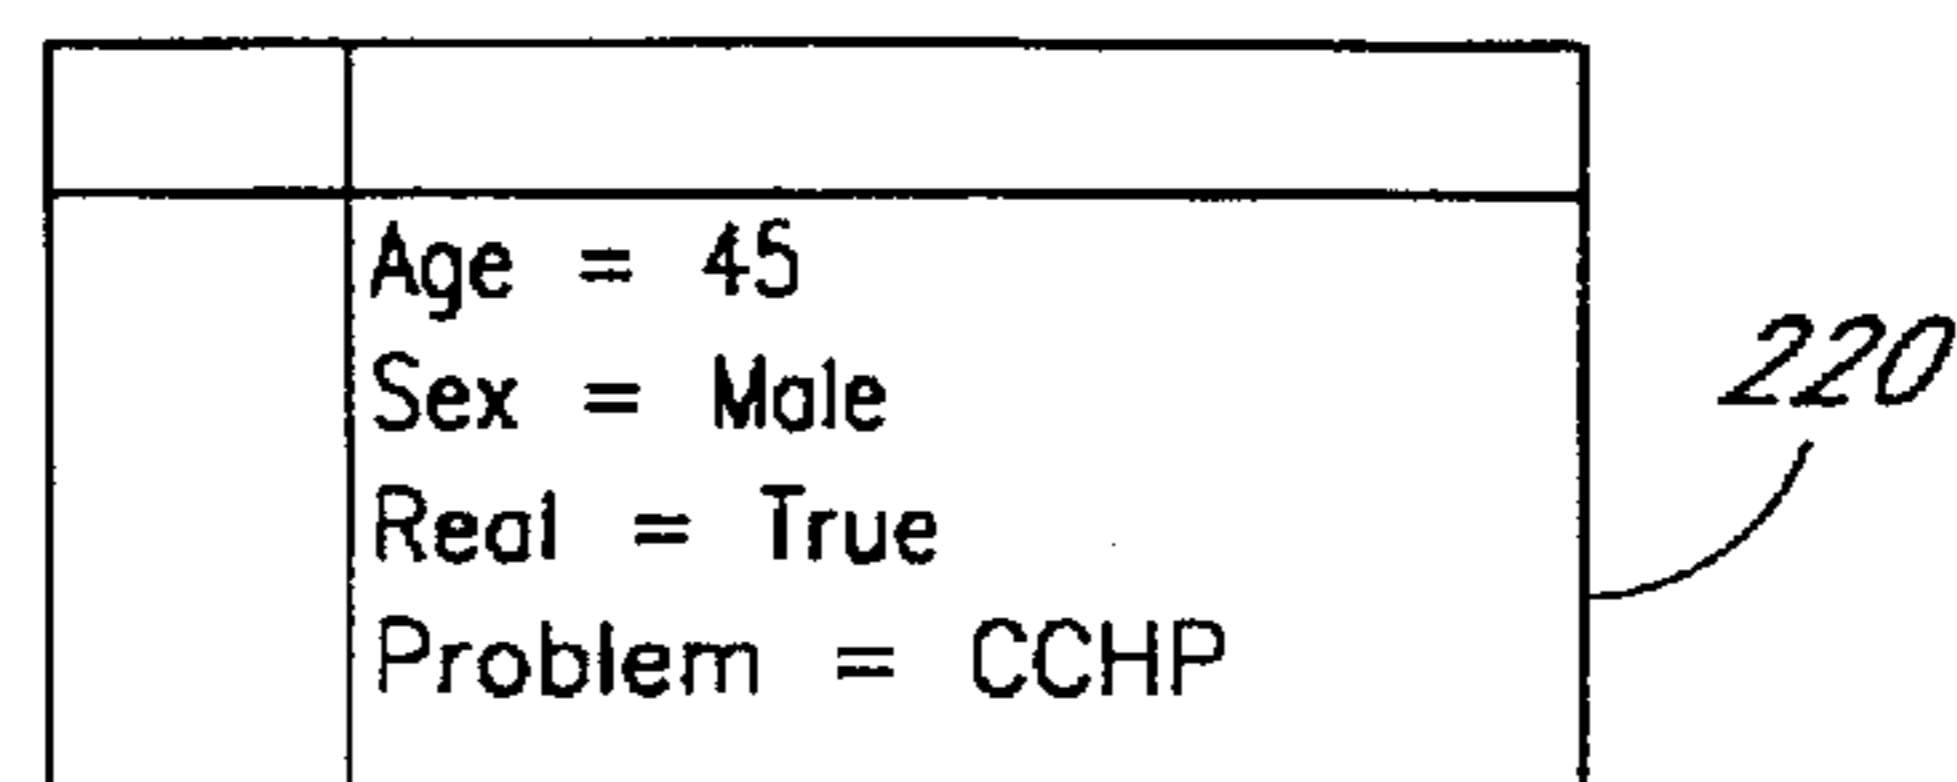 Age = 45
Sex = Male
Real = True
Problem = CCHP
220